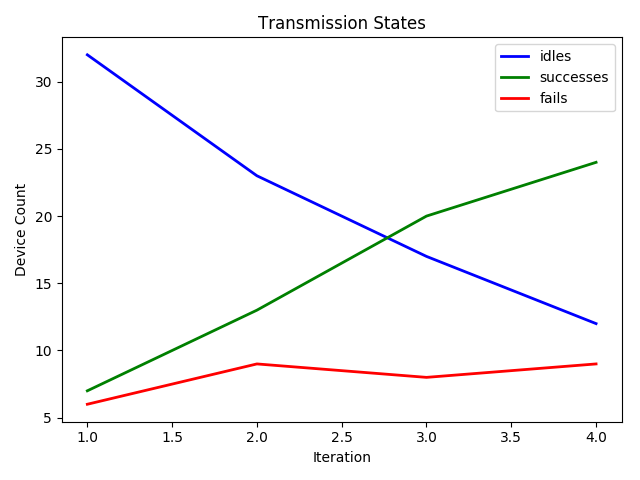 Transmission States
idles
successes
fails
30
25
20
15
10
5
Device Count
1.0 1.5 2.0 2.5 3.0 3.5 4.0
Iteration